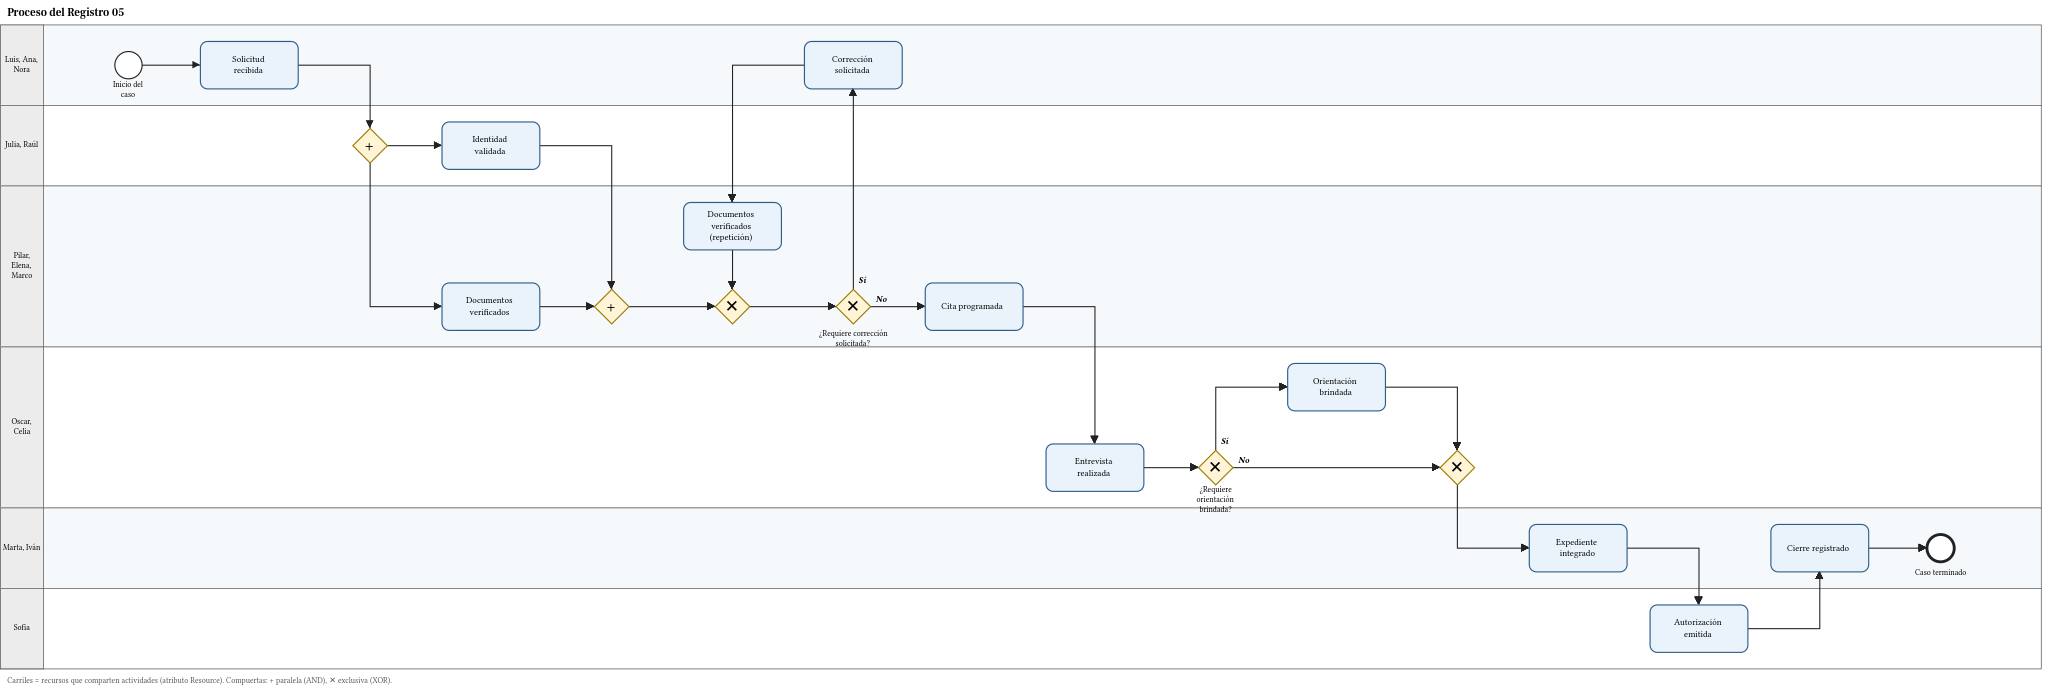 Proceso del Registro 05
Luis, Ana,
Nora
Inicio del
caso
Solicitud
recibida
Corrección
solicitada
Julia, Raúl
+
Identidad
validada
Pilar,
Elena,
Marco
Documentos
verificados
(repetición)
Documentos
verificados
+
Sí
No
¿Requiere corrección
solicitada?
Cita programada
Oscar,
Celia
Orientación
brindada
Entrevista
realizada
Sí
No
¿Requiere
orientación
brindada?
Marta, Iván
Expediente
integrado
Cierre registrado
Caso terminado
Sofía
Autorización
emitida
Carriles = recursos que comparten actividades (atributo Resource). Compuertas: + paralela (AND), ✕ exclusiva (XOR).